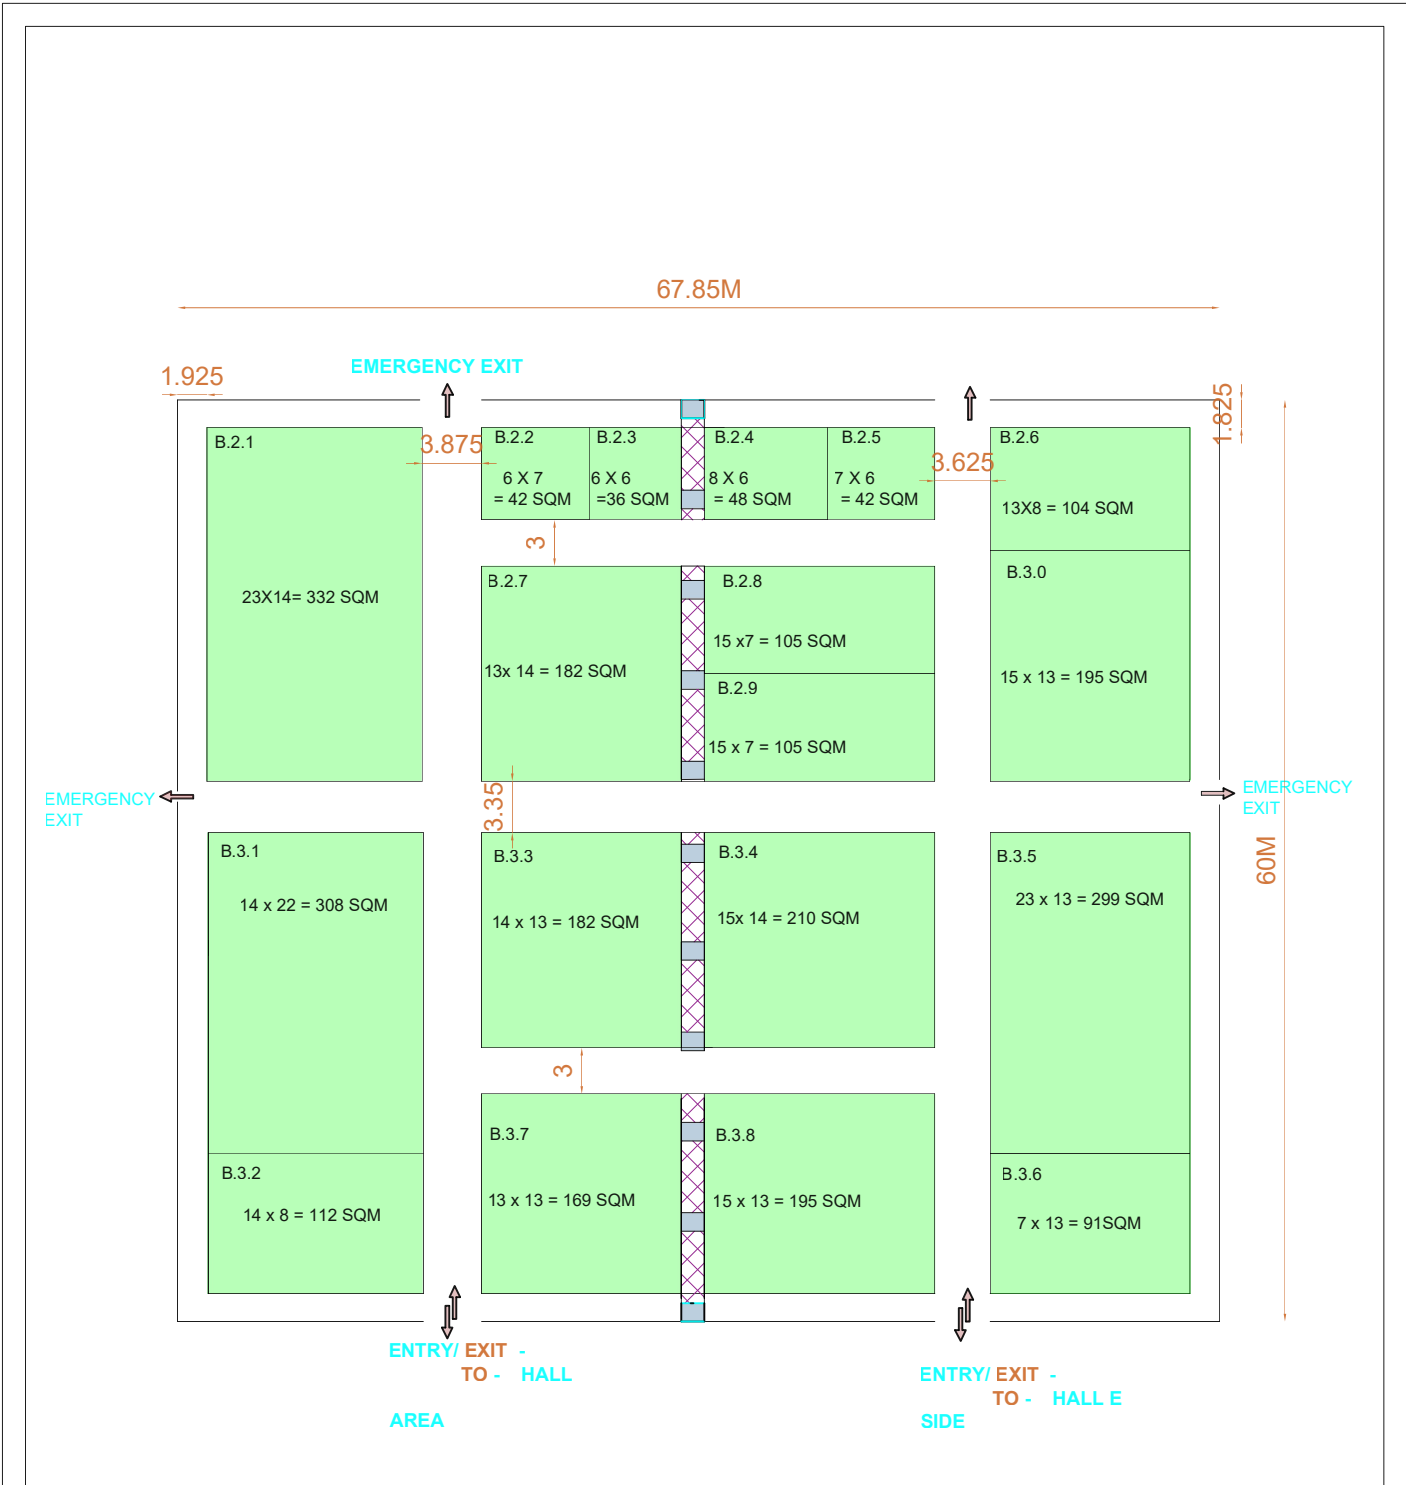 67.85M
EMERGENCY EXIT
1.925
1.825
B.2.1
3.875
B.2.2
B.2.3
B.2.4
B.2.5
3.625
B.2.6
6 X 7
= 42 SQM
6 X 6
=36 SQM
8 X 6
= 48 SQM
7 X 6
= 42 SQM
13X8 = 104 SQM
3
23X14= 332 SQM
B.2.7
13x 14 = 182 SQM
B.2.8
15 x7 = 105 SQM
B.2.9
15 x 7 = 105 SQM
B.3.0
15 x 13 = 195 SQM
EMERGENCY
EXIT
3.35
EMERGENCY
EXIT
60M
B.3.1
14 x 22 = 308 SQM
B.3.3
14 x 13 = 182 SQM
B.3.4
15x 14 = 210 SQM
B.3.5
23 x 13 = 299 SQM
3
B.3.2
14 x 8 = 112 SQM
B.3.7
13 x 13 = 169 SQM
B.3.8
15 x 13 = 195 SQM
B.3.6
7 x 13 = 91SQM
ENTRY/ EXIT -
TO - HALL
AREA
ENTRY/ EXIT -
TO - HALL E
SIDE